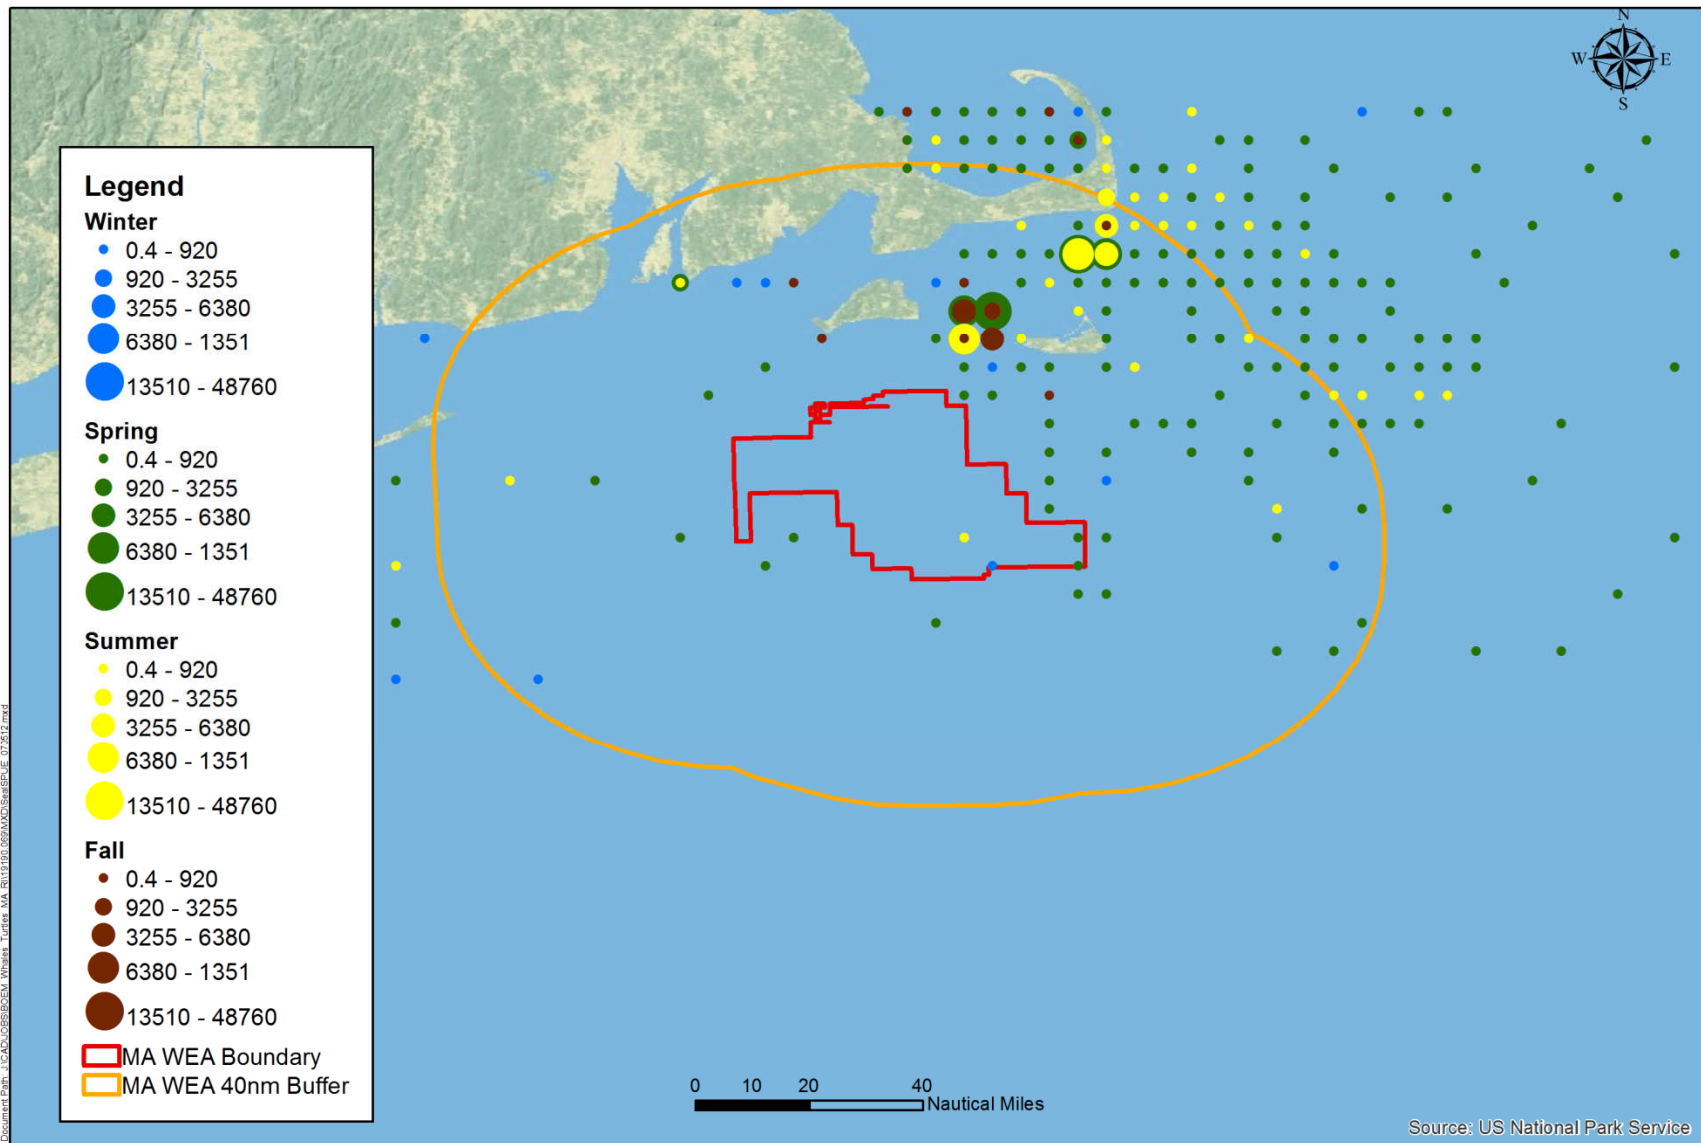 N
W E
S
Legend
Winter
0.4 - 920
920 - 3255
3255 - 6380
6380 - 1351
13510 - 48760
Spring
0.4 - 920
920 - 3255
3255 - 6380
6380 - 1351
13510 - 48760
Summer
0.4 - 920
920 - 3255
3255 - 6380
6380 - 1351
13510 - 48760
Fall
0.4 - 920
920 - 3255
3255 - 6380
6380 - 1351
13510 - 48760
MA WEA Boundary
MA WEA 40nm Buffer
0 10 20 40
Nautical Miles
Source: US National Park Service
Document Path: